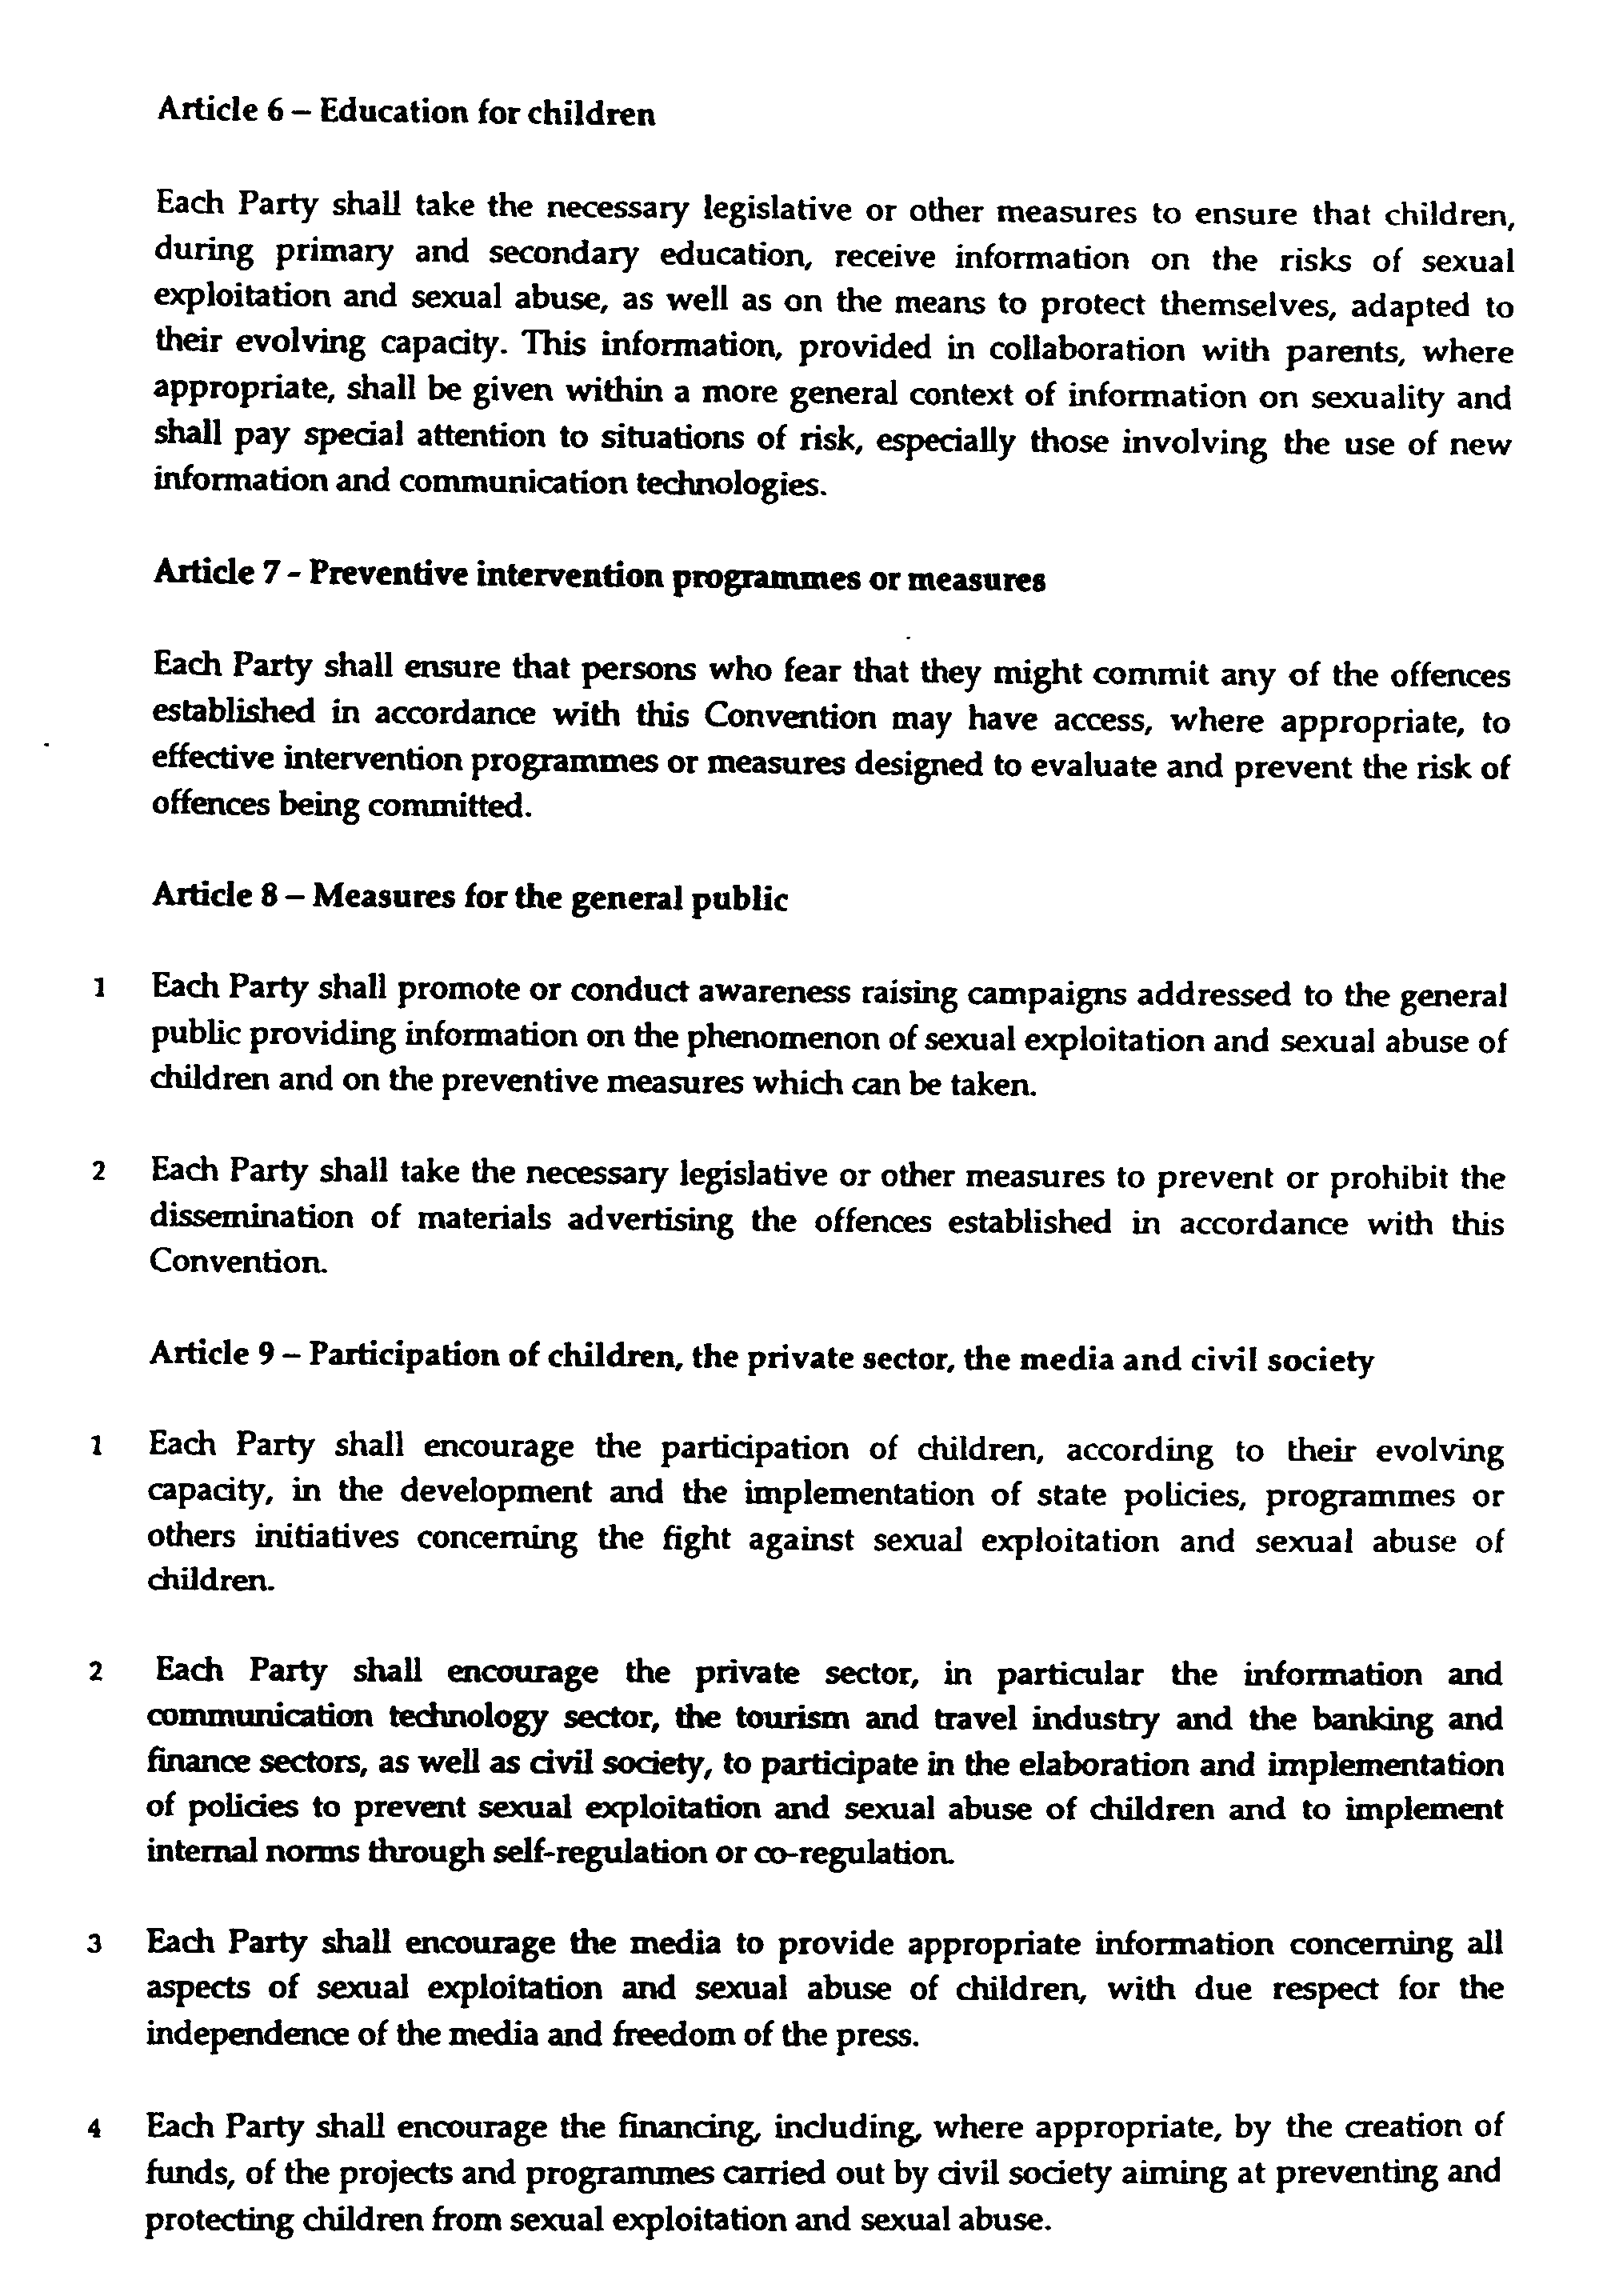 Article 6 – Education for children
Each Party shall take the necessary legislative or other measures to ensure that children,
during primary and secondary education, receive information on the risks of sexual
exploitation and sexual abuse, as well as on the means to protect themselves, adapted to
their evolving capacity. This information, provided in collaboration with parents, where
appropriate, shall be given within a more general context of information on sexuality and
shall pay special attention to situations of risk, especially those involving the use of new
information and communication technologies.
Article 7 - Preventive intervention programmes or measures
Each Party shall ensure that persons who fear that they might commit any of the offences
established in accordance with this Convention may have access, where appropriate, to
effective intervention programmes or measures designed to evaluate and prevent the risk of
offences being committed.
Article 8 – Measures for the general public
1 Each Party shall promote or conduct awareness raising campaigns addressed to the general
public providing information on the phenomenon of sexual exploitation and sexual abuse of
children and on the preventive measures which can be taken.
2 Each Party shall take the necessary legislative or other measures to prevent or prohibit the
dissemination of materials advertising the offences established in accordance with this
Convention.
Article 9 – Participation of children, the private sector, the media and civil society
1 Each Party shall encourage the participation of children, according to their evolving
capacity, in the development and the implementation of state policies, programmes or
others initiatives concerning the fight against sexual exploitation and sexual abuse of
children.
2 Each Party shall encourage the private sector, in particular the information and
communication technology sector, the tourism and travel industry and the banking and
finance sectors, as well as civil society, to participate in the elaboration and implementation
of policies to prevent sexual exploitation and sexual abuse of children and to implement
internal norms through self-regulation or co-regulation.
3 Each Party shall encourage the media to provide appropriate information concerning all
aspects of sexual exploitation and sexual abuse of children, with due respect for the
independence of the media and freedom of the press.
4 Each Party shall encourage the financing, including, where appropriate, by the creation of
funds, of the projects and programmes carried out by civil society aiming at preventing and
protecting children from sexual exploitation and sexual abuse.